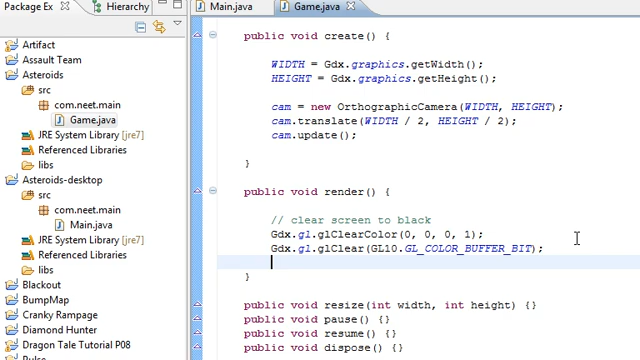 Package Ex
Hierarchy
Artifact
Assault Team
Asteroids
src
com.neet.main
Game.java
JRE System Library [jre7]
Referenced Libraries
libs
Asteroids-desktop
src
com.neet.main
Main.java
JRE System Library [jre7]
Referenced Libraries
libs
Blackout
BumpMap
Cranky Rampage
Diamond Hunter
Dragon Tale Tutorial P08
Pulse
Main.java
Game.java
public void create() {
WIDTH = Gdx.graphics.getWidth();
HEIGHT = Gdx.graphics.getHeight();
cam = new OrthographicCamera(WIDTH, HEIGHT);
cam.translate(WIDTH / 2, HEIGHT / 2);
cam.update();
}
public void render() {
// clear screen to black
Gdx.gl.glClearColor(0, 0, 0, 1);
Gdx.gl.glClear(GL10.GL_COLOR_BUFFER_BIT);
}
public void resize(int width, int height) {}
public void pause() {}
public void resume() {}
public void dispose() {}